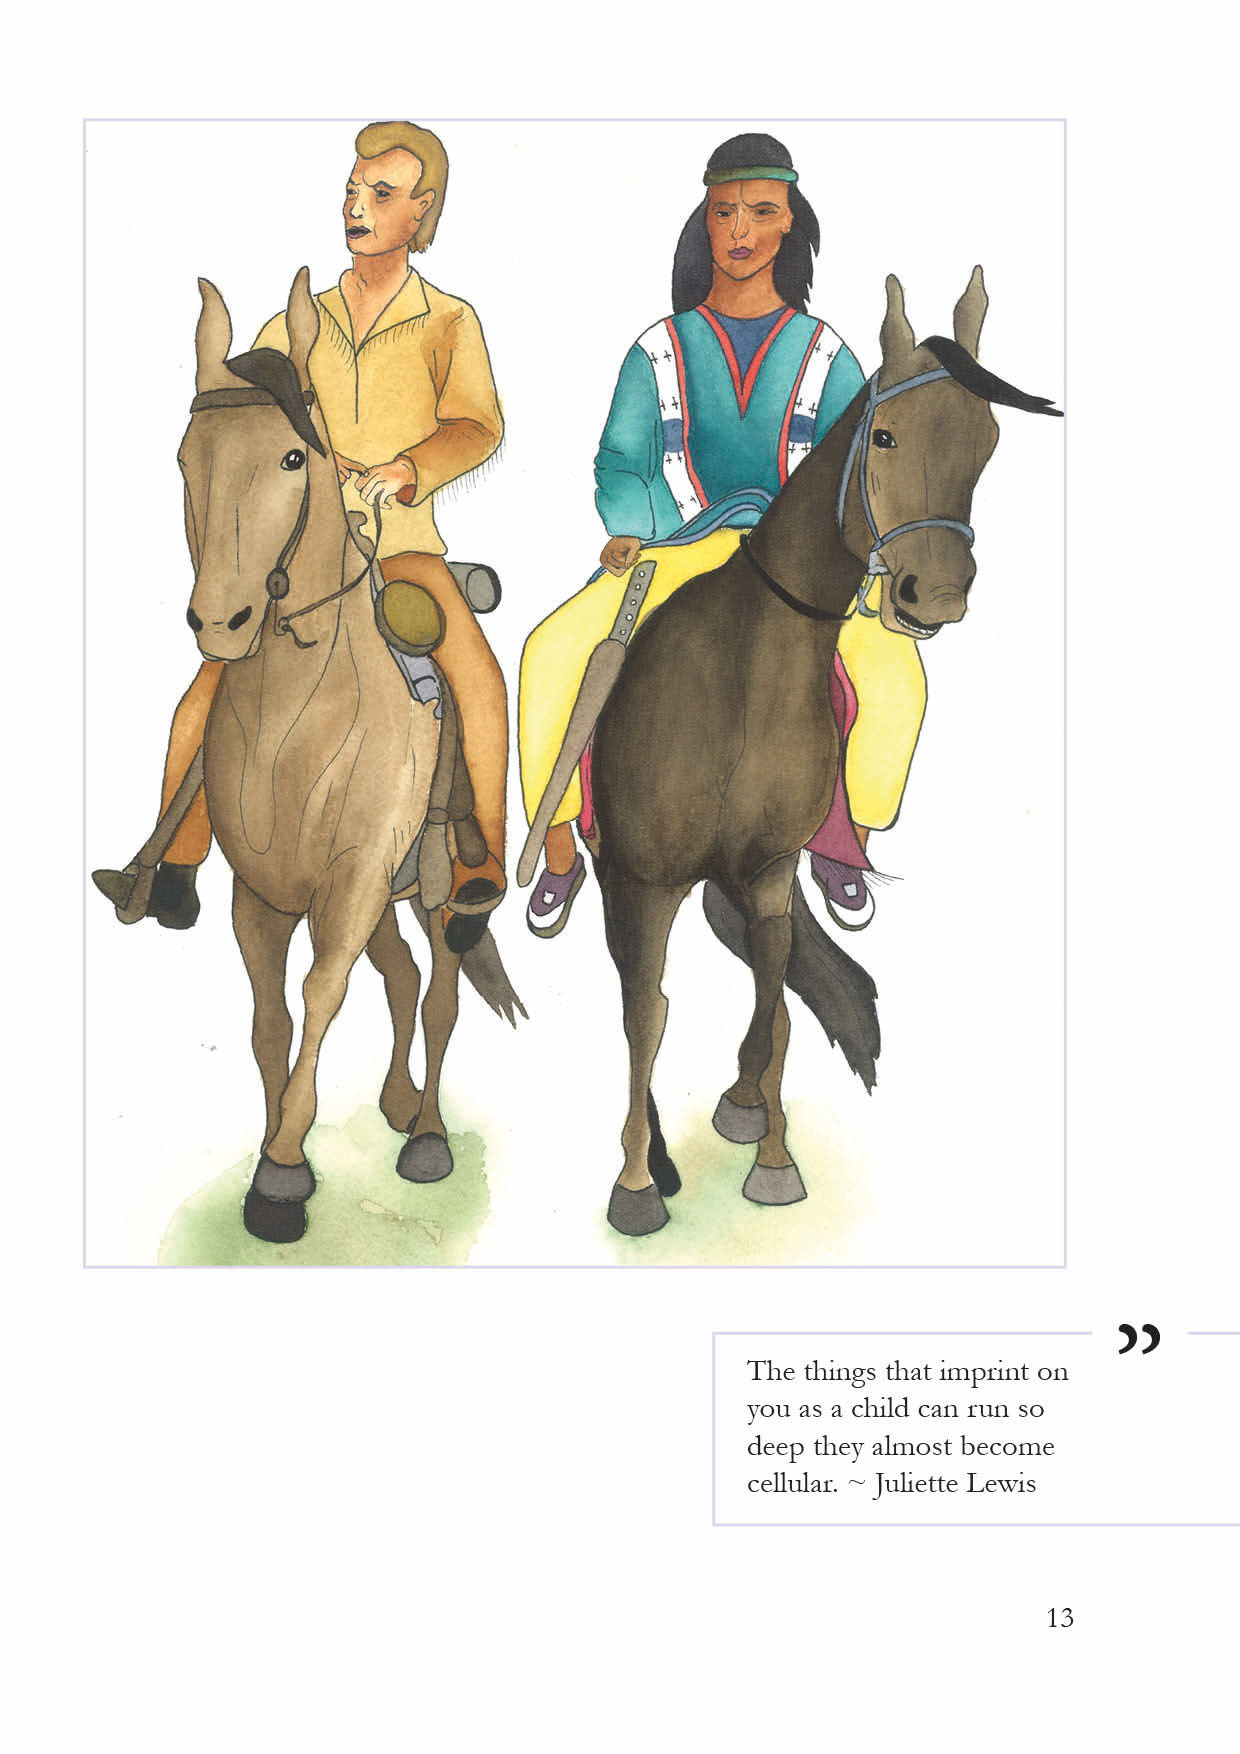 ”
The things that imprint on
you as a child can run so
deep they almost become
cellular. ~ Juliette Lewis
13